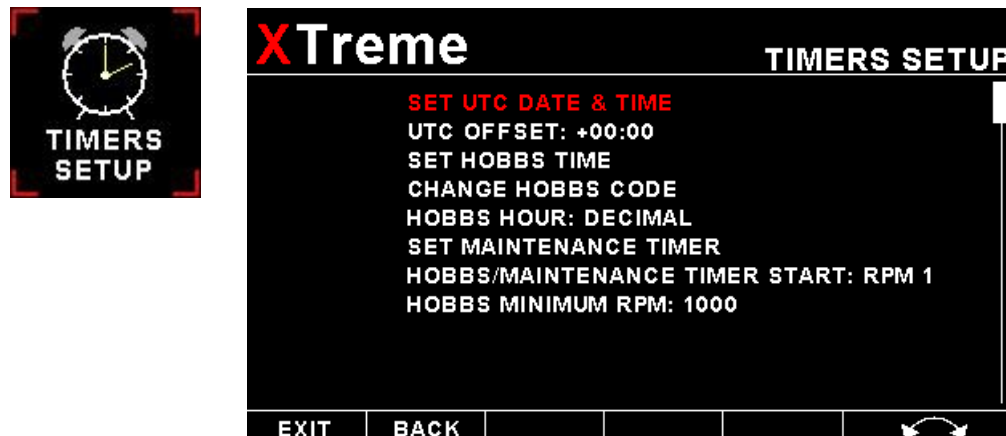 TIMERS
SETUP
XTreme
TIMERS SETUP
SET UTC DATE & TIME
UTC OFFSET: +00:00
SET HOBBS TIME
CHANGE HOBBS CODE
HOBBS HOUR: DECIMAL
SET MAINTENANCE TIMER
HOBBS/MAINTENANCE TIMER START: RPM 1
HOBBS MINIMUM RPM: 1000
EXIT BACK